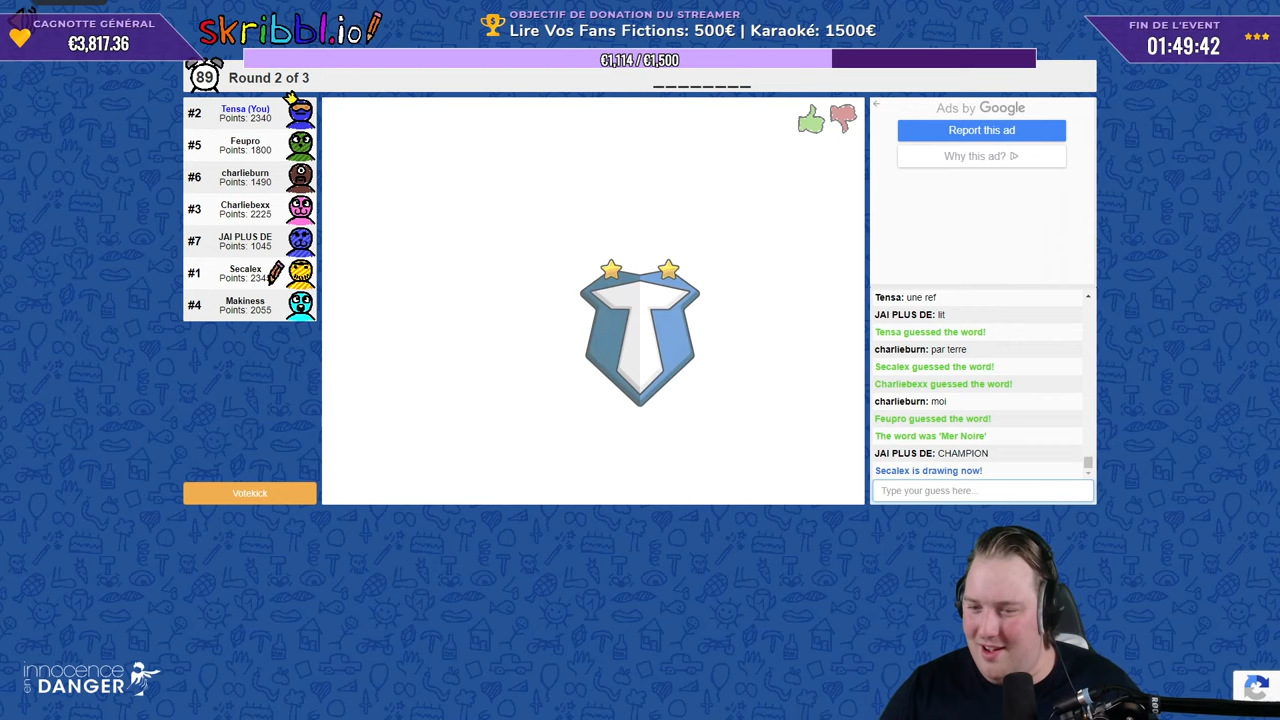 CAGNOTTE GÉNÉRAL
€3,817.36
skribbl.io
OBJECTIF DE DONATION DU STREAMER
Lire Vos Fans Fictions: 500€ | Karaoké: 1500€
€1,114 / €1,500
FIN DE L'EVENT
01:49:42
89
Round 2 of 3
________
#2
Tensa (You)
Points: 2340
#5
Feupro
Points: 1800
#6
charlieburn
Points: 1490
#3
Charliebexx
Points: 2225
#7
JAI PLUS DE
Points: 1045
#1
Secalex
Points: 234
#4
Makiness
Points: 2055
Votekick
T
Ads by Google
Report this ad
Why this ad?
Tensa: une ref
JAI PLUS DE: lit
Tensa guessed the word!
charlieburn: par terre
Secalex guessed the word!
Charliebexx guessed the word!
charlieburn: moi
Feupro guessed the word!
The word was 'Mer Noire'
JAI PLUS DE: CHAMPION
Secalex is drawing now!
Type your guess here...
innocence
en DANGER